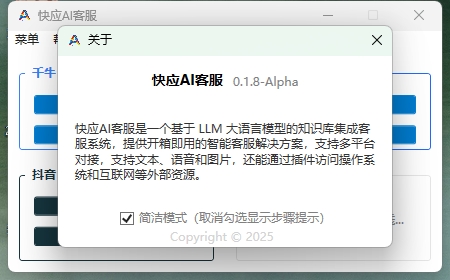 快应AI客服
菜单
关于
千牛
快应AI客服 0.1.8-Alpha
快应AI客服是一个基于 LLM 大语言模型的知识库集成客
服系统，提供开箱即用的智能客服解决方案，支持多平台
对接，支持文本、语音和图片，还能通过插件访问操作系
统和互联网等外部资源。
抖音
简洁模式（取消勾选显示步骤提示）
Copyright © 2025